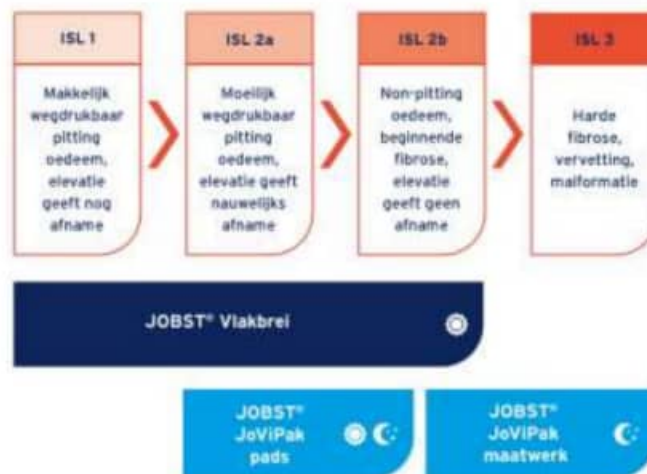 ISL 1
Makkelijk
wegdrukbaar
pitting
oedeem,
elevatie
geeft nog
afname
ISL 2a
Moeilijk
wegdrukbaar
pitting
oedeem,
elevatie geeft
nauwelijks
afname
ISL 2b
Non-pitting
oedeem,
beginnende
fibrose,
elevatie
geeft geen
afname
ISL 3
Harde
fibrose,
vervetting,
malformatie
JOBST® Vlakbrei
JOBST®
JoViPak
pads
JOBST®
JoViPak
maatwerk